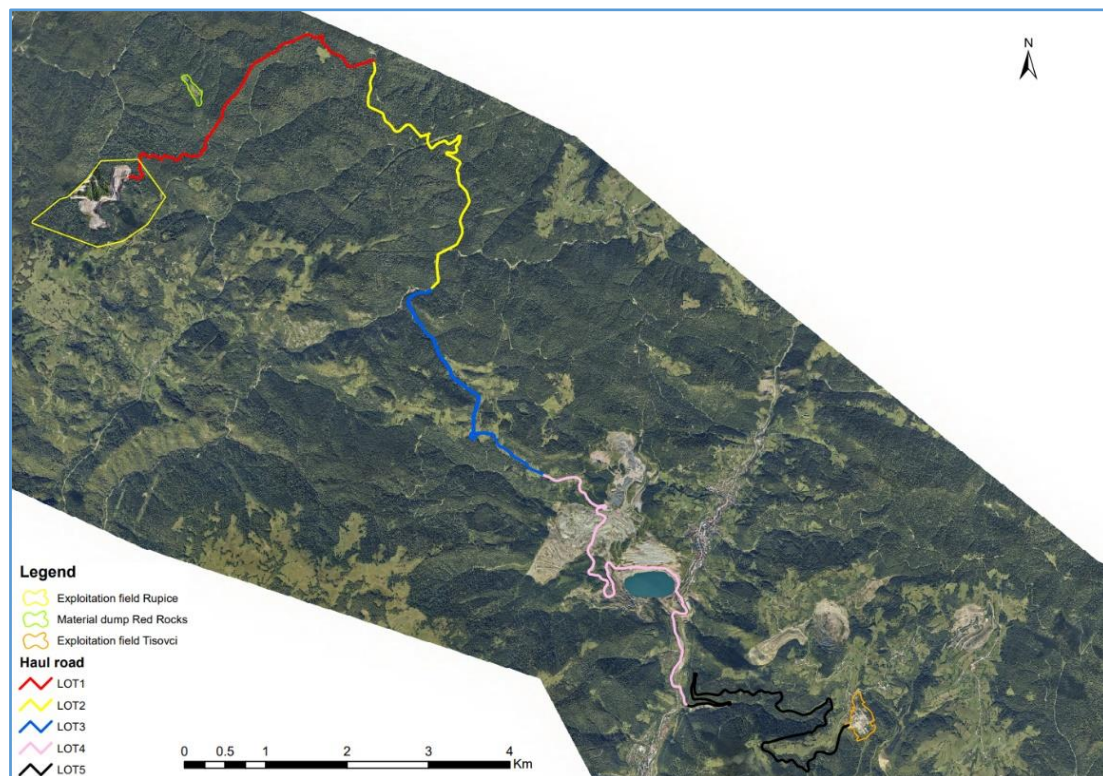 N
Legend
Exploitation field Rupice
Material dump Red Rocks
Exploitation field Tisovci
Haul road
LOT1
LOT2
LOT3
LOT4
LOT5
0 0.5 1 2 3 4
Km